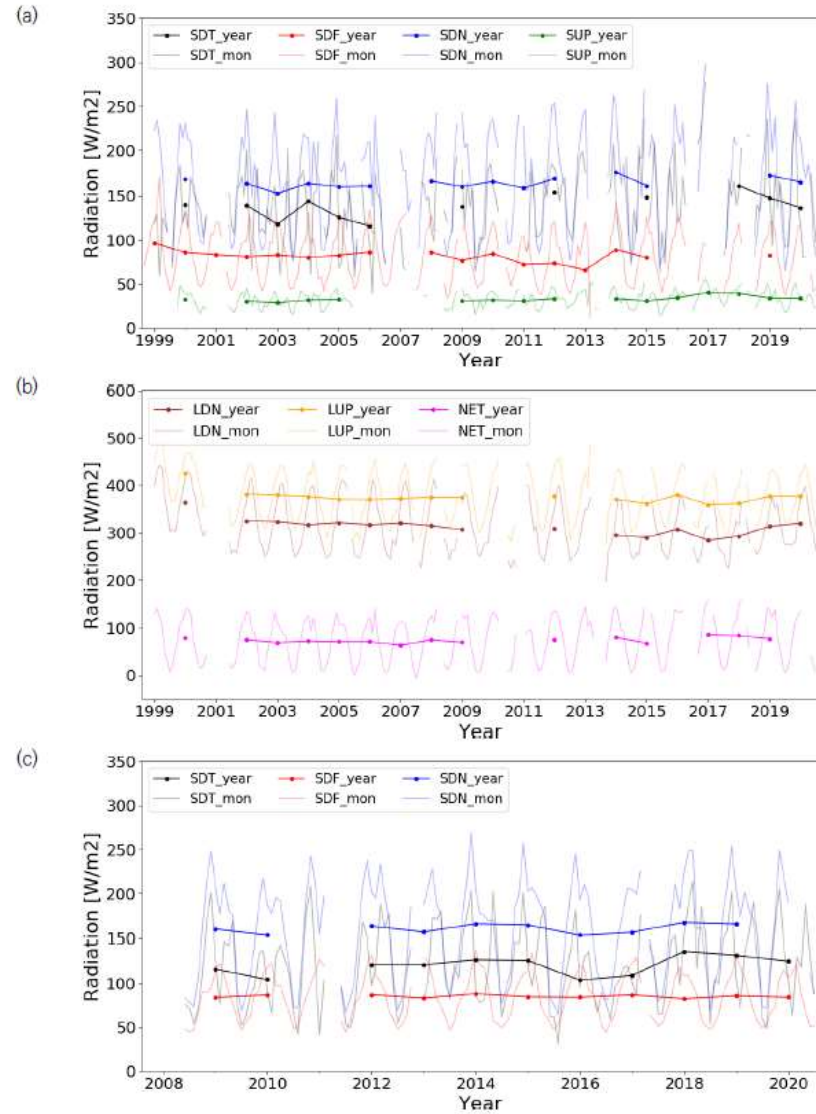 (a)
350
300
250
200
150
100
50
0
Radiation [W/m2]
SDT_year SDF_year SDN_year SUP_year
SDT_mon SDF_mon SDN_mon SUP_mon
1999 2001 2003 2005 2007 2009 2011 2013 2015 2017 2019
Year
(b)
600
500
400
300
200
100
0
Radiation [W/m2]
LDN_year LUP_year NET_year
LDN_mon LUP_mon NET_mon
1999 2001 2003 2005 2007 2009 2011 2013 2015 2017 2019
Year
(c)
350
300
250
200
150
100
50
0
Radiation [W/m2]
SDT_year SDF_year SDN_year
SDT_mon SDF_mon SDN_mon
2008 2010 2012 2014 2016 2018 2020
Year